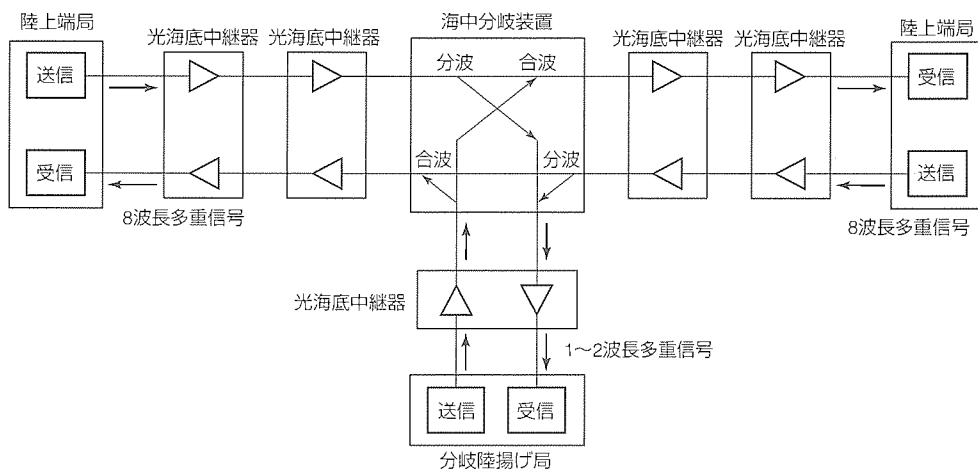 陸上端局
光海底中継器
光海底中継器
海中分岐装置
光海底中継器
光海底中継器
陸上端局
送信
分波
合波
受信
受信
合波
分波
送信
8波長多重信号
8波長多重信号
光海底中継器
1〜2波長多重信号
送信
受信
分岐陸揚げ局